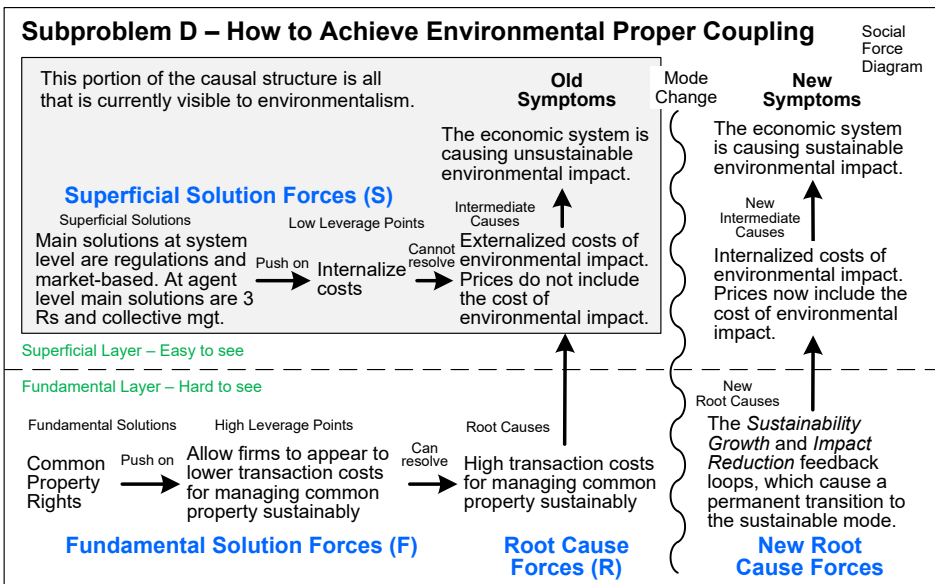 Subproblem D – How to Achieve Environmental Proper Coupling
Social
Force
Diagram
This portion of the causal structure is all
that is currently visible to environmentalism.
Old
Symptoms
Mode
Change
New
Symptoms
The economic system is
causing unsustainable
environmental impact.
The economic system
is causing sustainable
environmental impact.
Superficial Solution Forces (S)
Superficial Solutions
Main solutions at system
level are regulations and
market-based. At agent
level main solutions are 3
Rs and collective mgt.
Push on
Low Leverage Points
Internalize
costs
Cannot
resolve
Intermediate
Causes
Externalized costs of
environmental impact.
Prices do not include
the cost of
environmental impact.
New
Intermediate
Causes
Internalized costs of
environmental impact.
Prices now include the
cost of environmental
impact.
Superficial Layer – Easy to see
Fundamental Layer – Hard to see
Fundamental Solutions
Common
Property
Rights
Push on
High Leverage Points
Allow firms to appear to
lower transaction costs
for managing common
property sustainably
Can
resolve
Root Causes
High transaction costs
for managing common
property sustainably
New
Root Causes
The Sustainability
Growth and Impact
Reduction feedback
loops, which cause a
permanent transition to
the sustainable mode.
Fundamental Solution Forces (F)
Root Cause
Forces (R)
New Root
Cause Forces